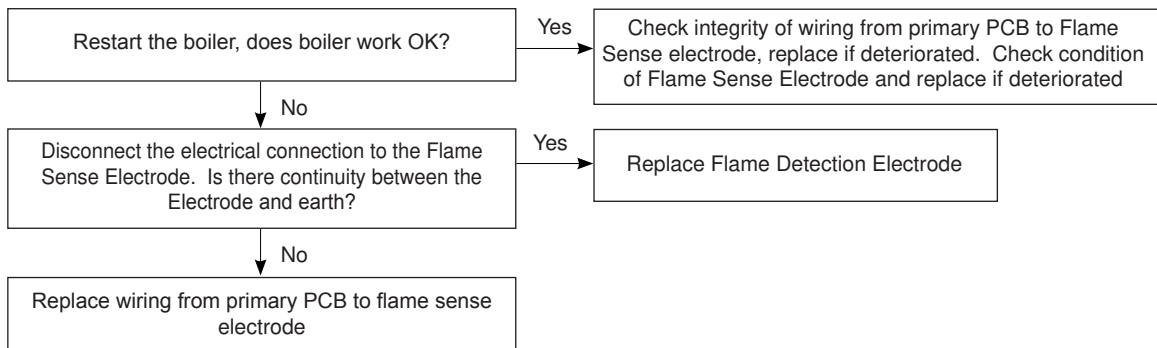 Restart the boiler, does boiler work OK?
Yes
Check integrity of wiring from primary PCB to Flame
Sense electrode, replace if deteriorated. Check condition
of Flame Sense Electrode and replace if deteriorated
No
Disconnect the electrical connection to the Flame
Sense Electrode. Is there continuity between the
Electrode and earth?
Yes
Replace Flame Detection Electrode
No
Replace wiring from primary PCB to flame sense
electrode